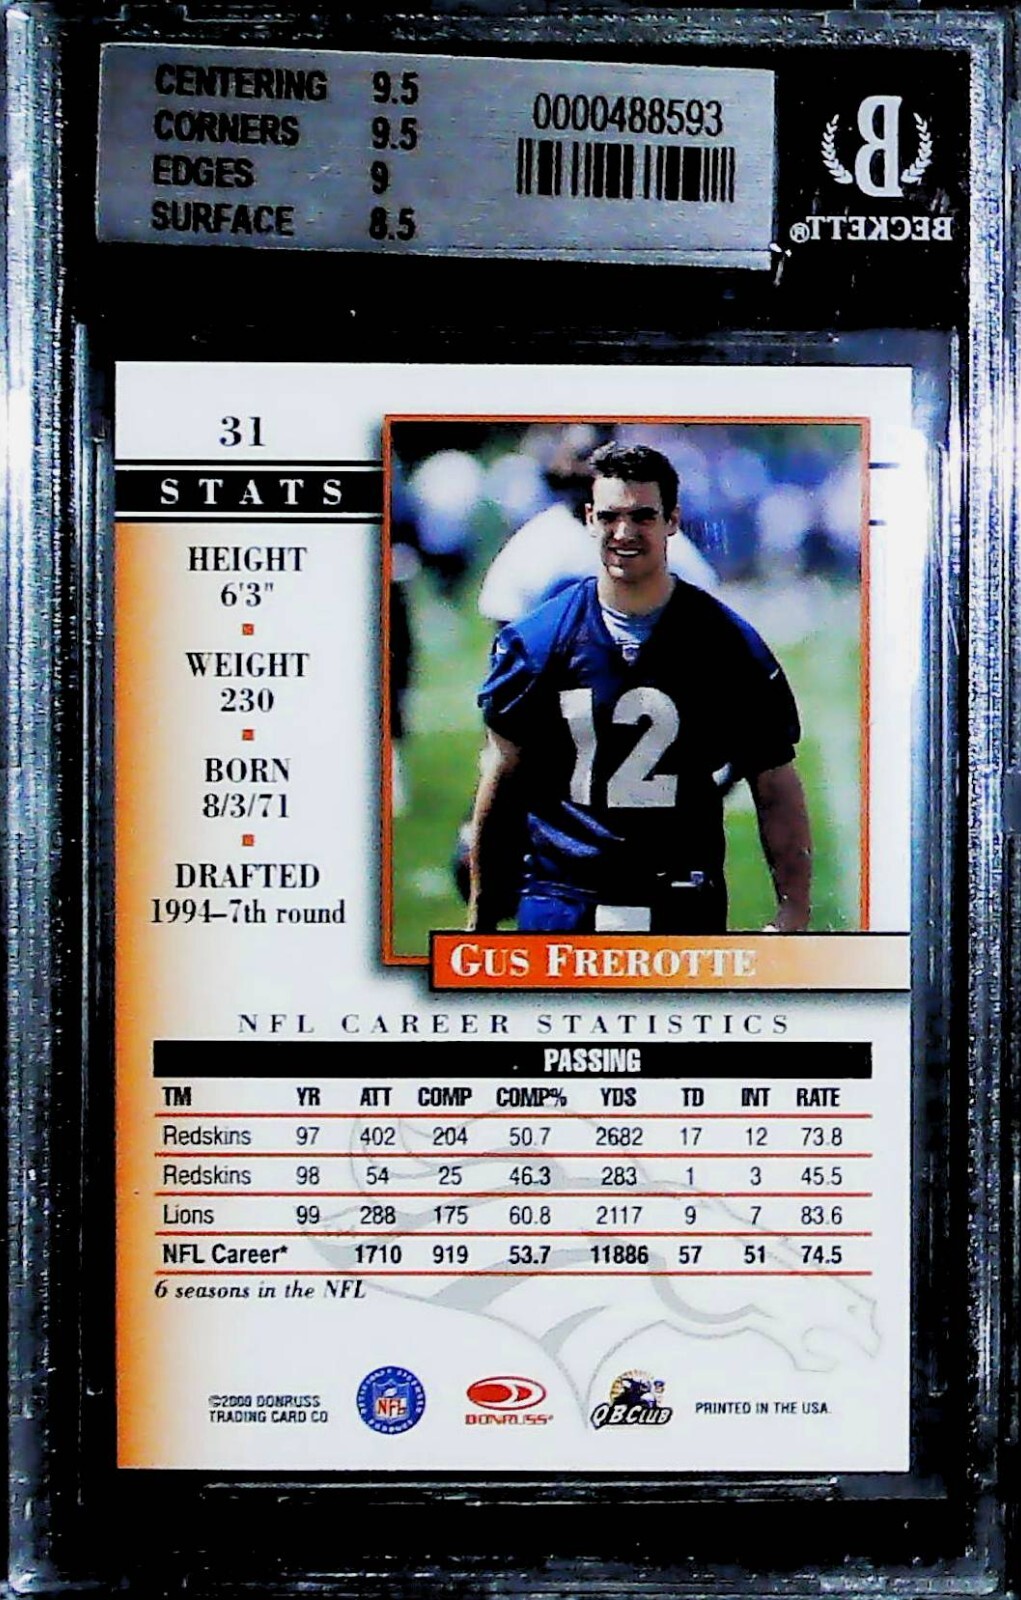 CENTERING 9.5
CORNERS 9.5
EDGES 9
SURFACE 8.5
0000488593
B
BECKETT®
31
STATS
HEIGHT
6'3"
WEIGHT
230
BORN
8/3/71
DRAFTED
1994–7th round
12
GUS FREROTTE
NFL CAREER STATISTICS
PASSING
TM YR ATT COMP COMP% YDS TD INT RATE
Redskins 97 402 204 50.7 2682 17 12 73.8
Redskins 98 54 25 46.3 283 1 3 45.5
Lions 99 288 175 60.8 2117 9 7 83.6
NFL Career* 1710 919 53.7 11886 57 51 74.5
6 seasons in the NFL
©2000 DONRUSS
TRADING CARD CO
NFL
DONRUSS®
QB CLUB
PRINTED IN THE USA.